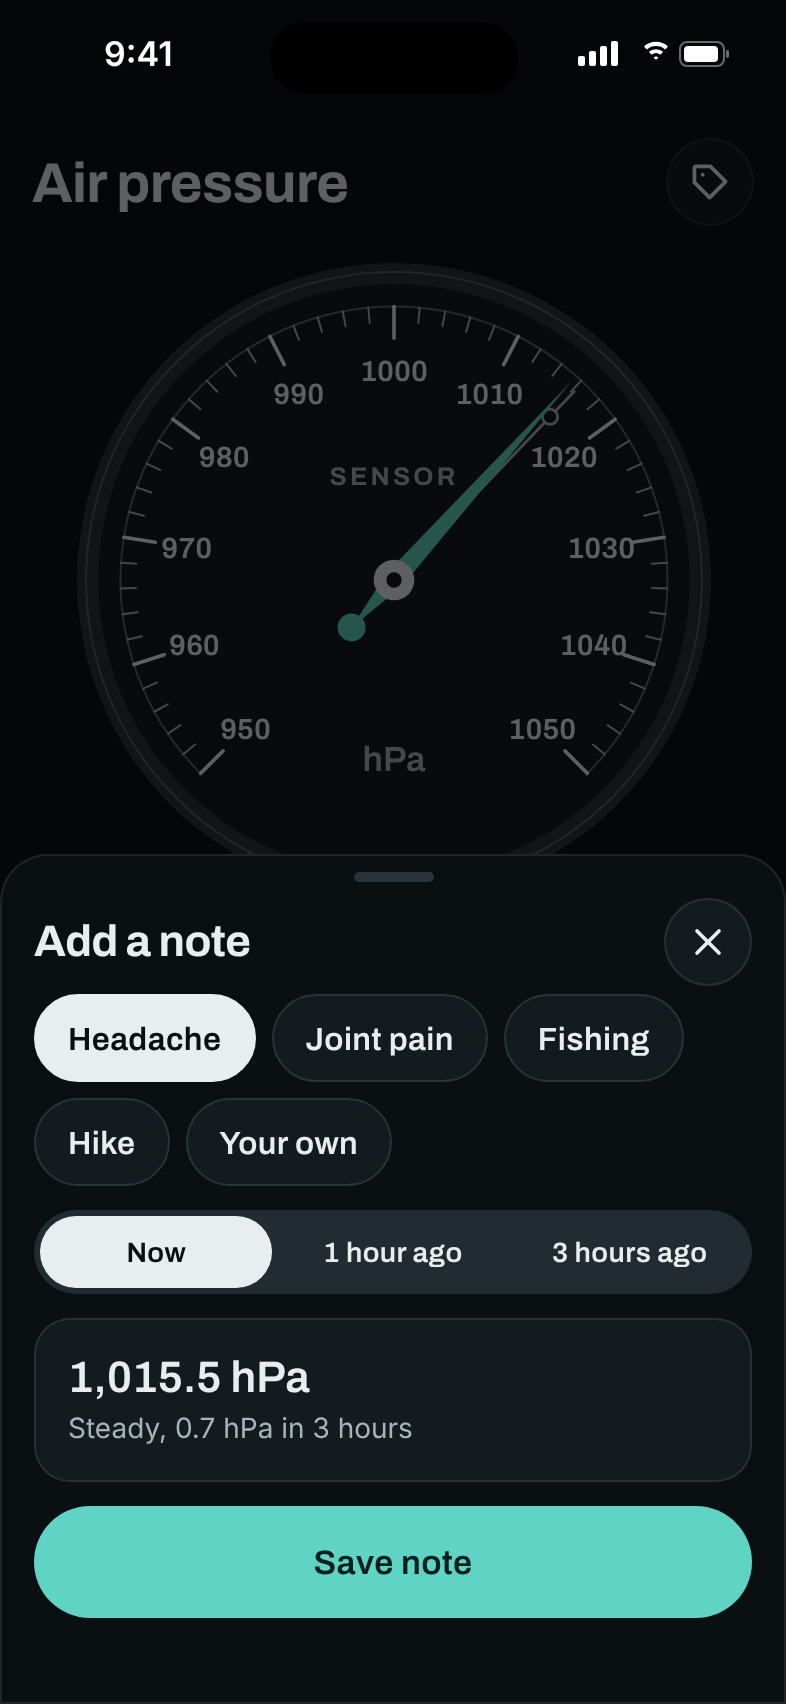 9:41
Air pressure
1000
990
1010
980
1020
SENSOR
970
1030
960
1040
950
1050
hPa
Add a note
Headache
Joint pain
Fishing
Hike
Your own
Now
1 hour ago
3 hours ago
1,015.5 hPa
Steady, 0.7 hPa in 3 hours
Save note